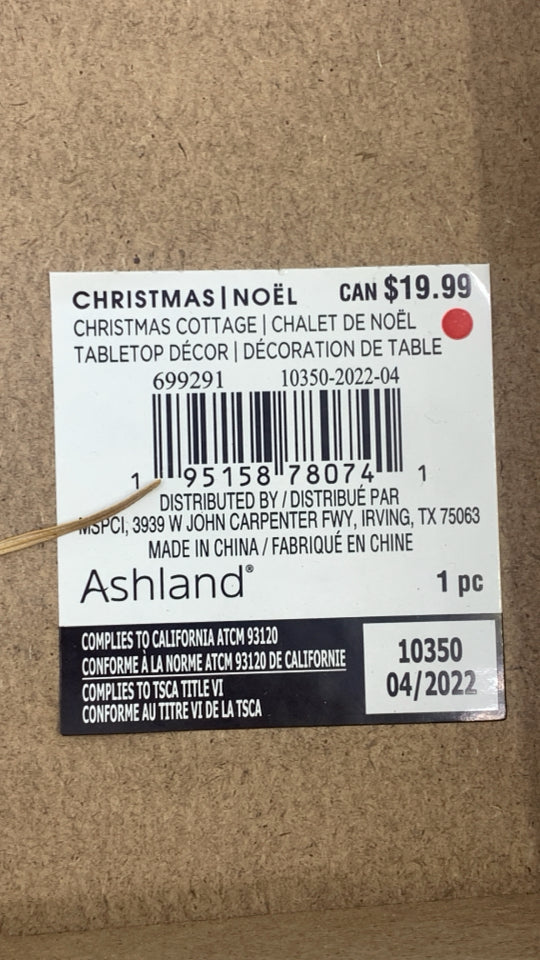 CHRISTMAS | NOËL CAN $19.99
CHRISTMAS COTTAGE | CHALET DE NOËL
TABLETOP DÉCOR | DÉCORATION DE TABLE
699291 10350-2022-04
1 95158 78074 1
DISTRIBUTED BY / DISTRIBUÉ PAR
MSPCI, 3939 W JOHN CARPENTER FWY, IRVING, TX 75063
MADE IN CHINA / FABRIQUÉ EN CHINE
Ashland® 1 pc
COMPLIES TO CALIFORNIA ATCM 93120
CONFORME À LA NORME ATCM 93120 DE CALIFORNIE
COMPLIES TO TSCA TITLE VI
CONFORME AU TITRE VI DE LA TSCA
10350
04/2022